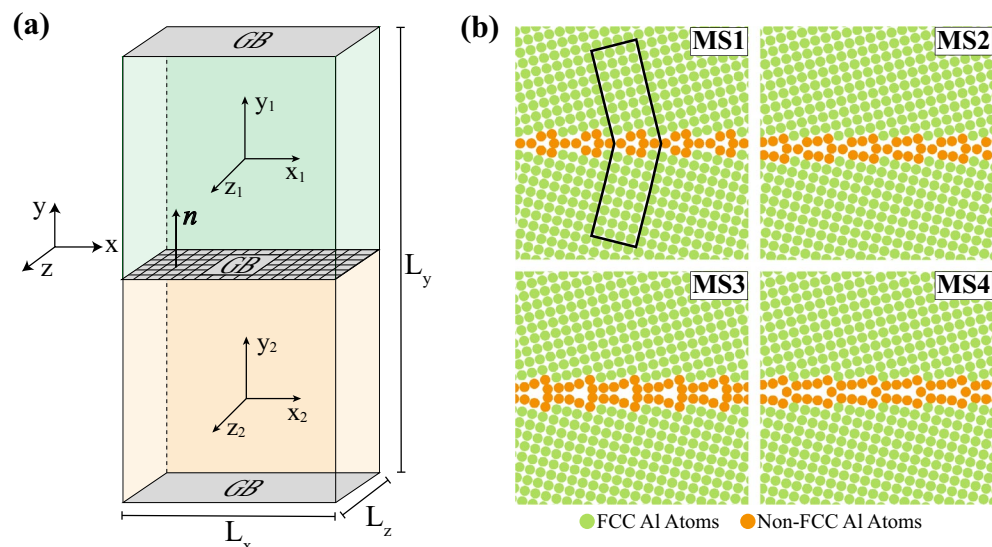 (a)
GB
y1
x1
z1
n
y
x
z
GB
Ly
y2
x2
z2
GB
Lx
Lz
(b)
MS1
MS2
MS3
MS4
FCC Al Atoms
Non-FCC Al Atoms